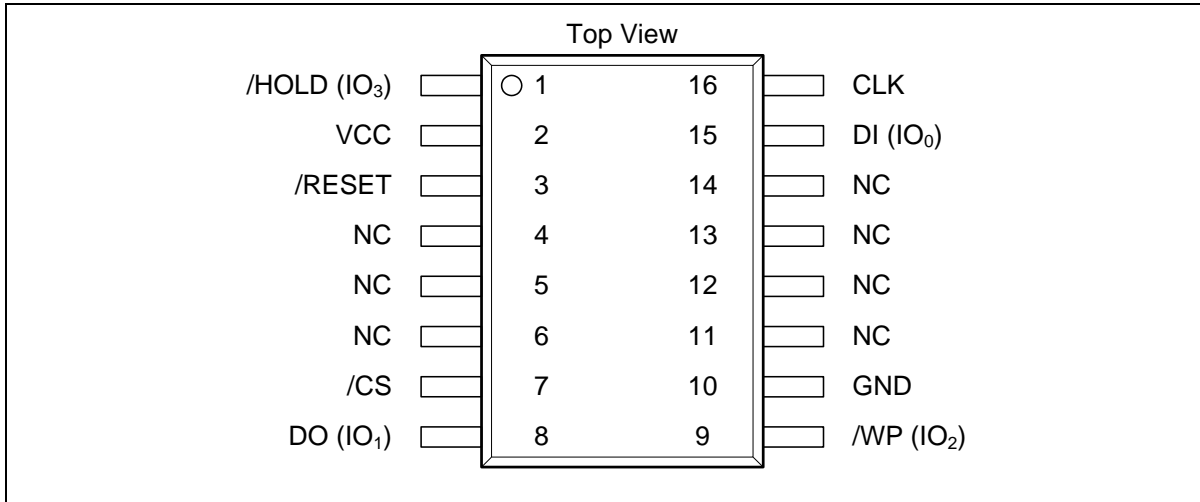 Top View
/HOLD (IO₃) 1 16 CLK
VCC 2 15 DI (IO₀)
/RESET 3 14 NC
NC 4 13 NC
NC 5 12 NC
NC 6 11 NC
/CS 7 10 GND
DO (IO₁) 8 9 /WP (IO₂)